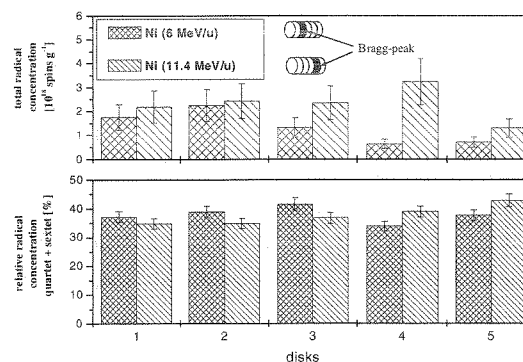 total radical
concentration
[10¹⁸ spins g⁻¹]
6
5
4
3
2
1
0
Ni (6 MeV/u)
Ni (11.4 MeV/u)
Bragg-peak
relative radical
concentration
quartet + sextet [%]
50
40
30
20
10
0
1 2 3 4 5
disks